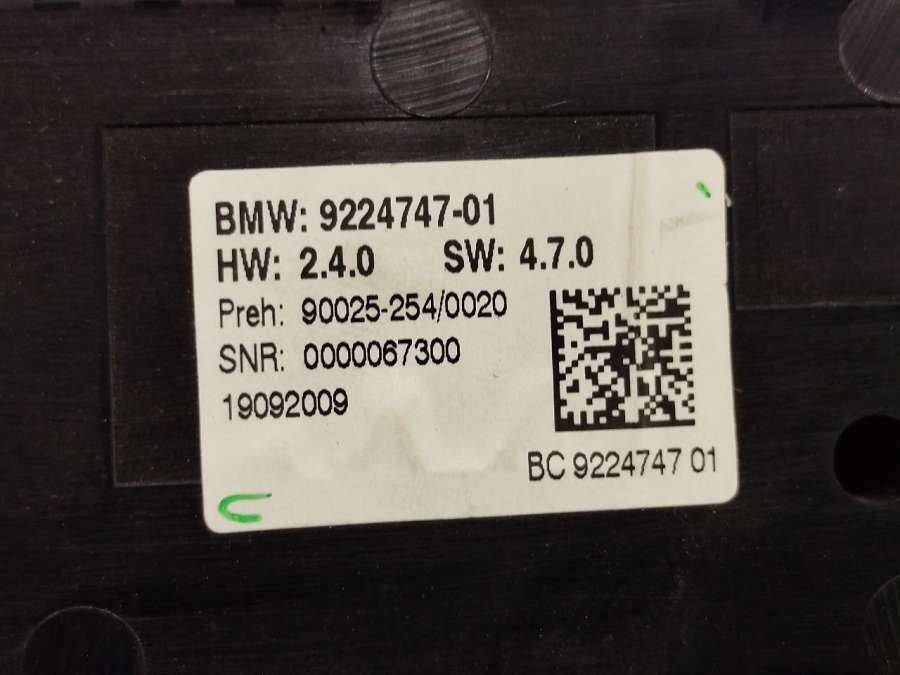 BMW: 9224747-01
HW: 2.4.0 SW: 4.7.0
Preh: 90025-254/0020
SNR: 0000067300
19092009
BC 9224747 01